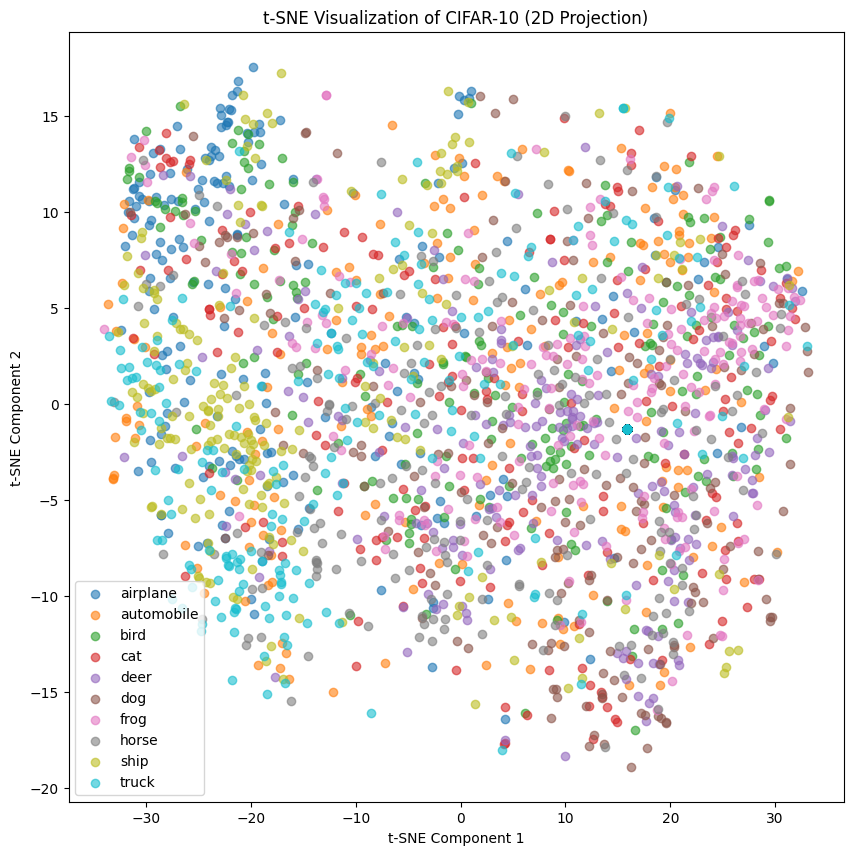 t-SNE Visualization of CIFAR-10 (2D Projection)
t-SNE Component 2
15
10
5
0
−5
−10
−15
−20
airplane
automobile
bird
cat
deer
dog
frog
horse
ship
truck
−30
−20
−10
0
10
20
30
t-SNE Component 1